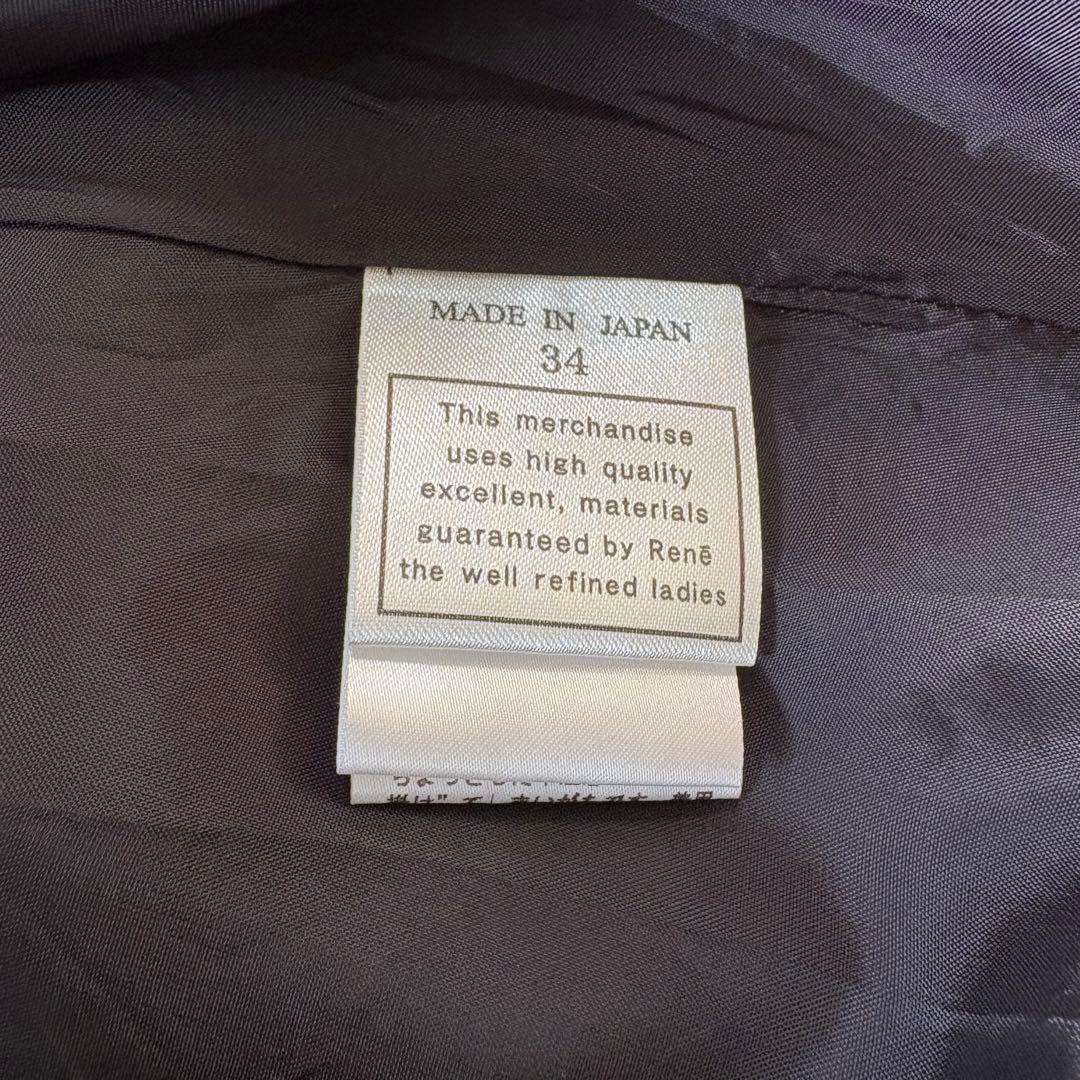 MADE IN JAPAN
34
This merchandise
uses high quality
excellent, materials
guaranteed by Renē
the well refined ladies